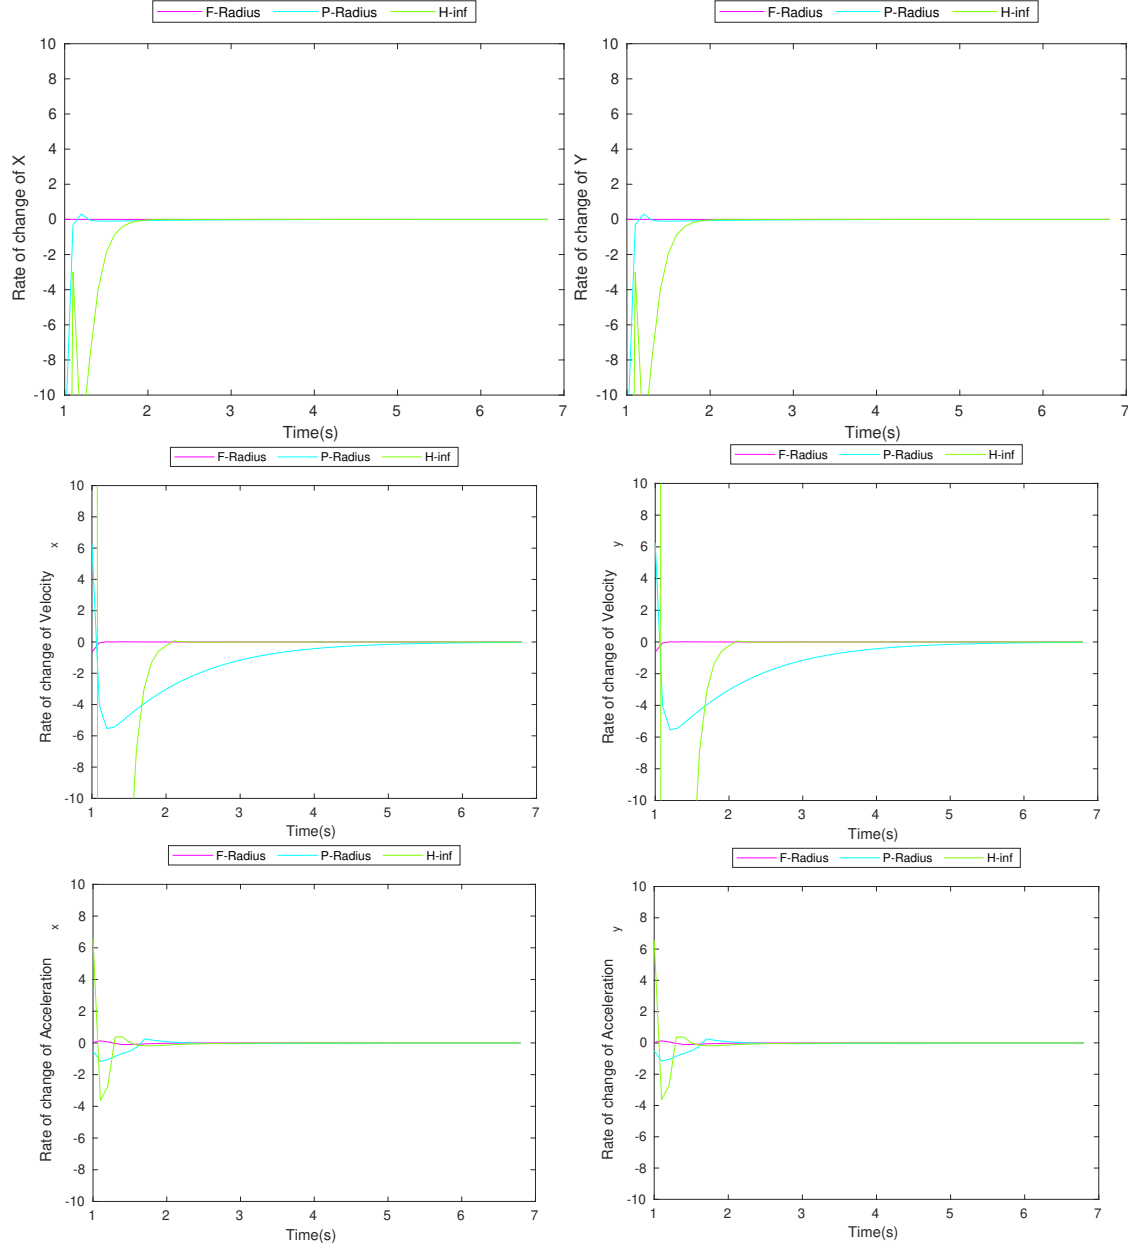 F-Radius P-Radius H-inf
10
8
6
4
2
0
-2
-4
-6
-8
-10
Rate of change of X
1 2 3 4 5 6 7
Time(s)
F-Radius P-Radius H-inf
10
8
6
4
2
0
-2
-4
-6
-8
-10
Rate of change of Y
1 2 3 4 5 6 7
Time(s)
F-Radius P-Radius H-inf
10
8
6
4
2
0
-2
-4
-6
-8
-10
Rate of change of Velocity x
1 2 3 4 5 6 7
Time(s)
F-Radius P-Radius H-inf
10
8
6
4
2
0
-2
-4
-6
-8
-10
Rate of change of Velocity y
1 2 3 4 5 6 7
Time(s)
F-Radius P-Radius H-inf
10
8
6
4
2
0
-2
-4
-6
-8
-10
Rate of change of Acceleration x
1 2 3 4 5 6 7
Time(s)
F-Radius P-Radius H-inf
10
8
6
4
2
0
-2
-4
-6
-8
-10
Rate of change of Acceleration y
1 2 3 4 5 6 7
Time(s)